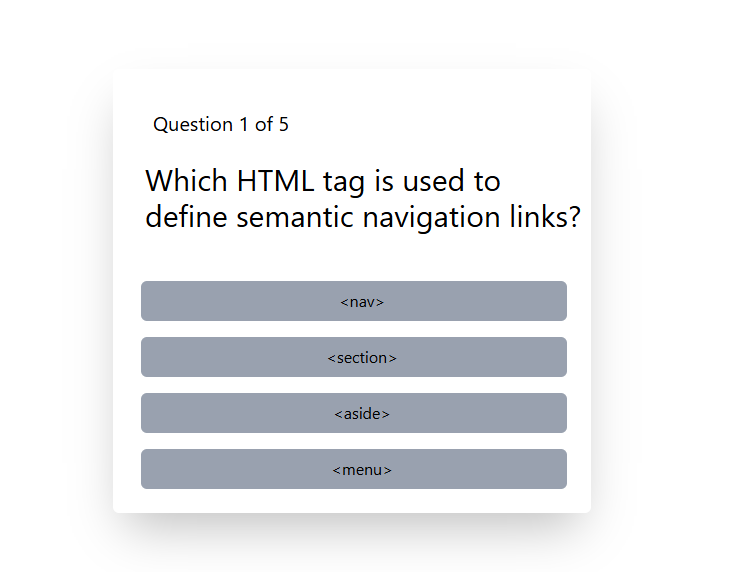 Question 1 of 5
Which HTML tag is used to
define semantic navigation links?
<nav>
<section>
<aside>
<menu>